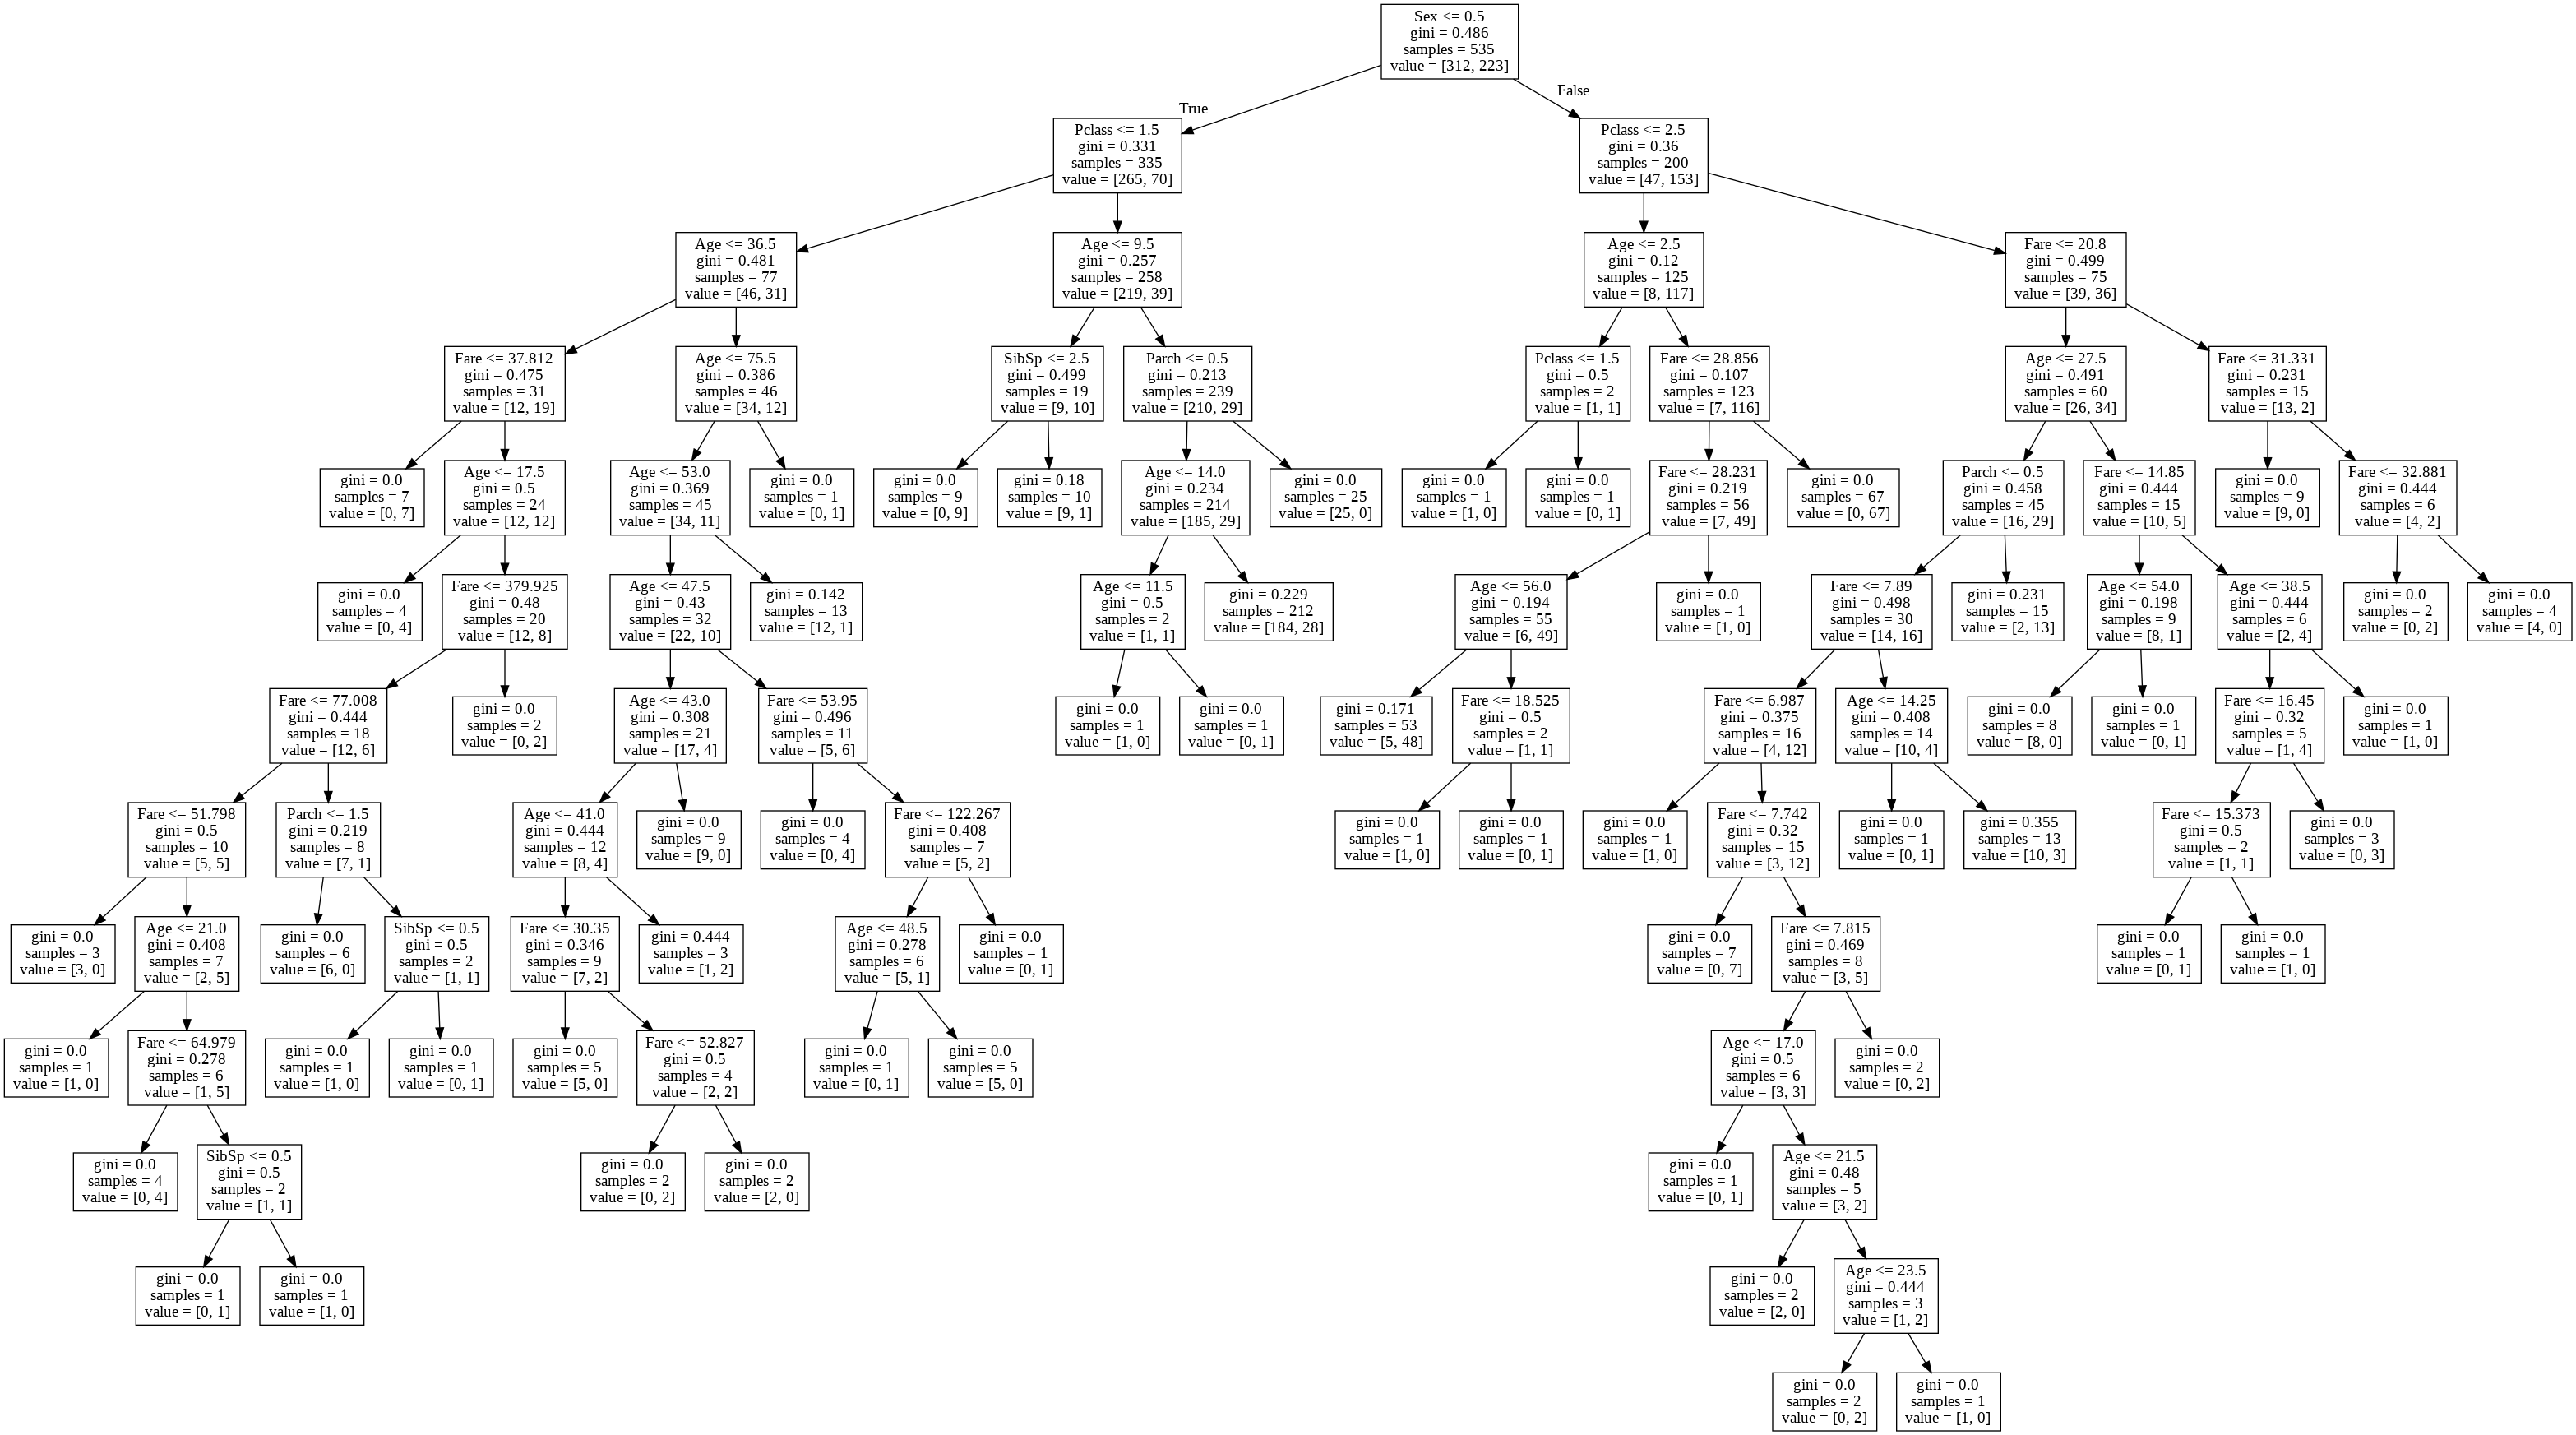 Sex <= 0.5
gini = 0.486
samples = 535
value = [312, 223]
True
False
Pclass <= 1.5
gini = 0.331
samples = 335
value = [265, 70]
Pclass <= 2.5
gini = 0.36
samples = 200
value = [47, 153]
Age <= 36.5
gini = 0.481
samples = 77
value = [46, 31]
Age <= 9.5
gini = 0.257
samples = 258
value = [219, 39]
Age <= 2.5
gini = 0.12
samples = 125
value = [8, 117]
Fare <= 20.8
gini = 0.499
samples = 75
value = [39, 36]
Fare <= 37.812
gini = 0.475
samples = 31
value = [12, 19]
Age <= 75.5
gini = 0.386
samples = 46
value = [34, 12]
SibSp <= 2.5
gini = 0.499
samples = 19
value = [9, 10]
Parch <= 0.5
gini = 0.213
samples = 239
value = [210, 29]
Pclass <= 1.5
gini = 0.5
samples = 2
value = [1, 1]
Fare <= 28.856
gini = 0.107
samples = 123
value = [7, 116]
Age <= 27.5
gini = 0.491
samples = 60
value = [26, 34]
Fare <= 31.331
gini = 0.231
samples = 15
value = [13, 2]
gini = 0.0
samples = 7
value = [0, 7]
Age <= 17.5
gini = 0.5
samples = 24
value = [12, 12]
Age <= 53.0
gini = 0.369
samples = 45
value = [34, 11]
gini = 0.0
samples = 1
value = [0, 1]
gini = 0.0
samples = 9
value = [0, 9]
gini = 0.18
samples = 10
value = [9, 1]
Age <= 14.0
gini = 0.234
samples = 214
value = [185, 29]
gini = 0.0
samples = 25
value = [25, 0]
gini = 0.0
samples = 1
value = [1, 0]
gini = 0.0
samples = 1
value = [0, 1]
Fare <= 28.231
gini = 0.219
samples = 56
value = [7, 49]
gini = 0.0
samples = 67
value = [0, 67]
Parch <= 0.5
gini = 0.458
samples = 45
value = [16, 29]
Fare <= 14.85
gini = 0.444
samples = 15
value = [10, 5]
gini = 0.0
samples = 9
value = [9, 0]
Fare <= 32.881
gini = 0.444
samples = 6
value = [4, 2]
gini = 0.0
samples = 4
value = [0, 4]
Fare <= 379.925
gini = 0.48
samples = 20
value = [12, 8]
Age <= 47.5
gini = 0.43
samples = 32
value = [22, 10]
gini = 0.142
samples = 13
value = [12, 1]
Age <= 11.5
gini = 0.5
samples = 2
value = [1, 1]
gini = 0.229
samples = 212
value = [184, 28]
Age <= 56.0
gini = 0.194
samples = 55
value = [6, 49]
gini = 0.0
samples = 1
value = [1, 0]
Fare <= 7.89
gini = 0.498
samples = 30
value = [14, 16]
gini = 0.231
samples = 15
value = [2, 13]
Age <= 54.0
gini = 0.198
samples = 9
value = [8, 1]
Age <= 38.5
gini = 0.444
samples = 6
value = [2, 4]
gini = 0.0
samples = 2
value = [0, 2]
gini = 0.0
samples = 4
value = [4, 0]
Fare <= 77.008
gini = 0.444
samples = 18
value = [12, 6]
gini = 0.0
samples = 2
value = [0, 2]
Age <= 43.0
gini = 0.308
samples = 21
value = [17, 4]
Fare <= 53.95
gini = 0.496
samples = 11
value = [5, 6]
gini = 0.0
samples = 1
value = [1, 0]
gini = 0.0
samples = 1
value = [0, 1]
gini = 0.171
samples = 53
value = [5, 48]
Fare <= 18.525
gini = 0.5
samples = 2
value = [1, 1]
Fare <= 6.987
gini = 0.375
samples = 16
value = [4, 12]
Age <= 14.25
gini = 0.408
samples = 14
value = [10, 4]
gini = 0.0
samples = 8
value = [8, 0]
gini = 0.0
samples = 1
value = [0, 1]
Fare <= 16.45
gini = 0.32
samples = 5
value = [1, 4]
gini = 0.0
samples = 1
value = [1, 0]
Fare <= 51.798
gini = 0.5
samples = 10
value = [5, 5]
Parch <= 1.5
gini = 0.219
samples = 8
value = [7, 1]
Age <= 41.0
gini = 0.444
samples = 12
value = [8, 4]
gini = 0.0
samples = 9
value = [9, 0]
gini = 0.0
samples = 4
value = [0, 4]
Fare <= 122.267
gini = 0.408
samples = 7
value = [5, 2]
gini = 0.0
samples = 1
value = [1, 0]
gini = 0.0
samples = 1
value = [0, 1]
gini = 0.0
samples = 1
value = [1, 0]
Fare <= 7.742
gini = 0.32
samples = 15
value = [3, 12]
gini = 0.0
samples = 1
value = [0, 1]
gini = 0.355
samples = 13
value = [10, 3]
Fare <= 15.373
gini = 0.5
samples = 2
value = [1, 1]
gini = 0.0
samples = 3
value = [0, 3]
gini = 0.0
samples = 3
value = [3, 0]
Age <= 21.0
gini = 0.408
samples = 7
value = [2, 5]
gini = 0.0
samples = 6
value = [6, 0]
SibSp <= 0.5
gini = 0.5
samples = 2
value = [1, 1]
Fare <= 30.35
gini = 0.346
samples = 9
value = [7, 2]
gini = 0.444
samples = 3
value = [1, 2]
Age <= 48.5
gini = 0.278
samples = 6
value = [5, 1]
gini = 0.0
samples = 1
value = [0, 1]
gini = 0.0
samples = 7
value = [0, 7]
Fare <= 7.815
gini = 0.469
samples = 8
value = [3, 5]
gini = 0.0
samples = 1
value = [0, 1]
gini = 0.0
samples = 1
value = [1, 0]
gini = 0.0
samples = 1
value = [1, 0]
Fare <= 64.979
gini = 0.278
samples = 6
value = [1, 5]
gini = 0.0
samples = 1
value = [1, 0]
gini = 0.0
samples = 1
value = [0, 1]
gini = 0.0
samples = 5
value = [5, 0]
Fare <= 52.827
gini = 0.5
samples = 4
value = [2, 2]
gini = 0.0
samples = 1
value = [0, 1]
gini = 0.0
samples = 5
value = [5, 0]
Age <= 17.0
gini = 0.5
samples = 6
value = [3, 3]
gini = 0.0
samples = 2
value = [0, 2]
gini = 0.0
samples = 4
value = [0, 4]
SibSp <= 0.5
gini = 0.5
samples = 2
value = [1, 1]
gini = 0.0
samples = 2
value = [0, 2]
gini = 0.0
samples = 2
value = [2, 0]
gini = 0.0
samples = 1
value = [0, 1]
Age <= 21.5
gini = 0.48
samples = 5
value = [3, 2]
gini = 0.0
samples = 1
value = [0, 1]
gini = 0.0
samples = 1
value = [1, 0]
gini = 0.0
samples = 2
value = [2, 0]
Age <= 23.5
gini = 0.444
samples = 3
value = [1, 2]
gini = 0.0
samples = 2
value = [0, 2]
gini = 0.0
samples = 1
value = [1, 0]